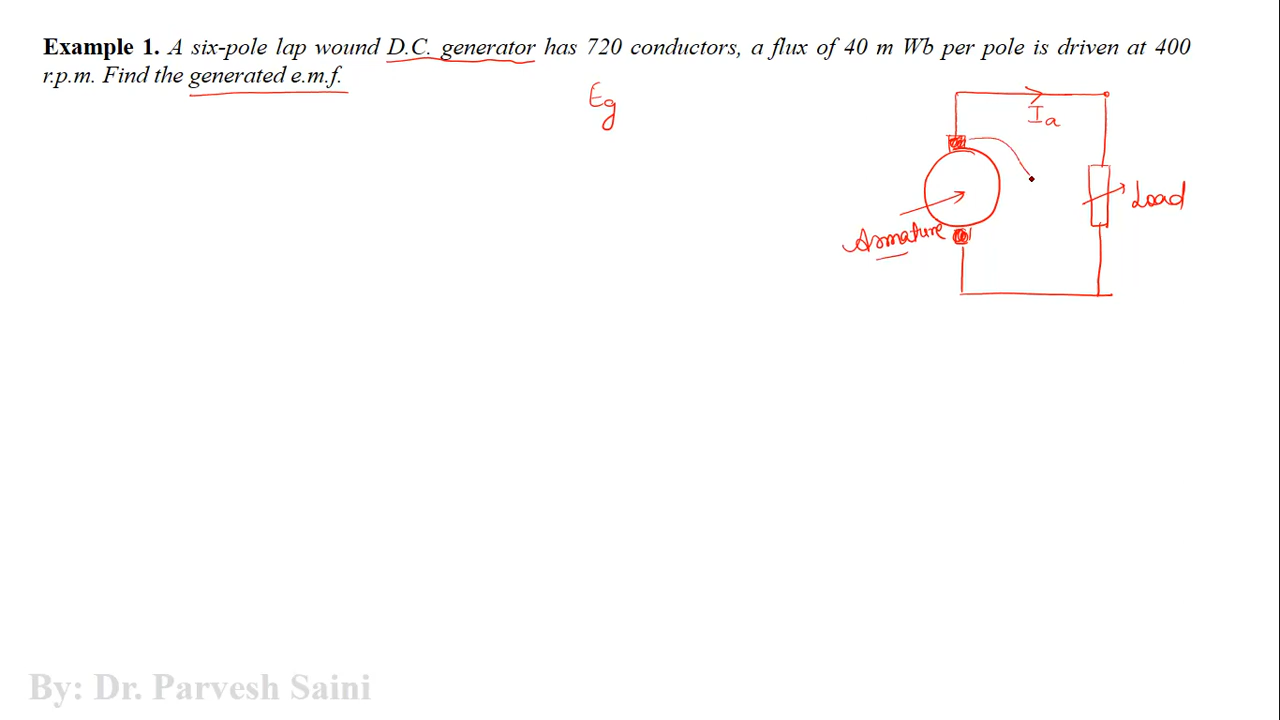 Example 1. A six-pole lap wound D.C. generator has 720 conductors, a flux of 40 m Wb per pole is driven at 400
r.p.m. Find the generated e.m.f.
Eg
Ia
Load
Armature
By: Dr. Parvesh Saini